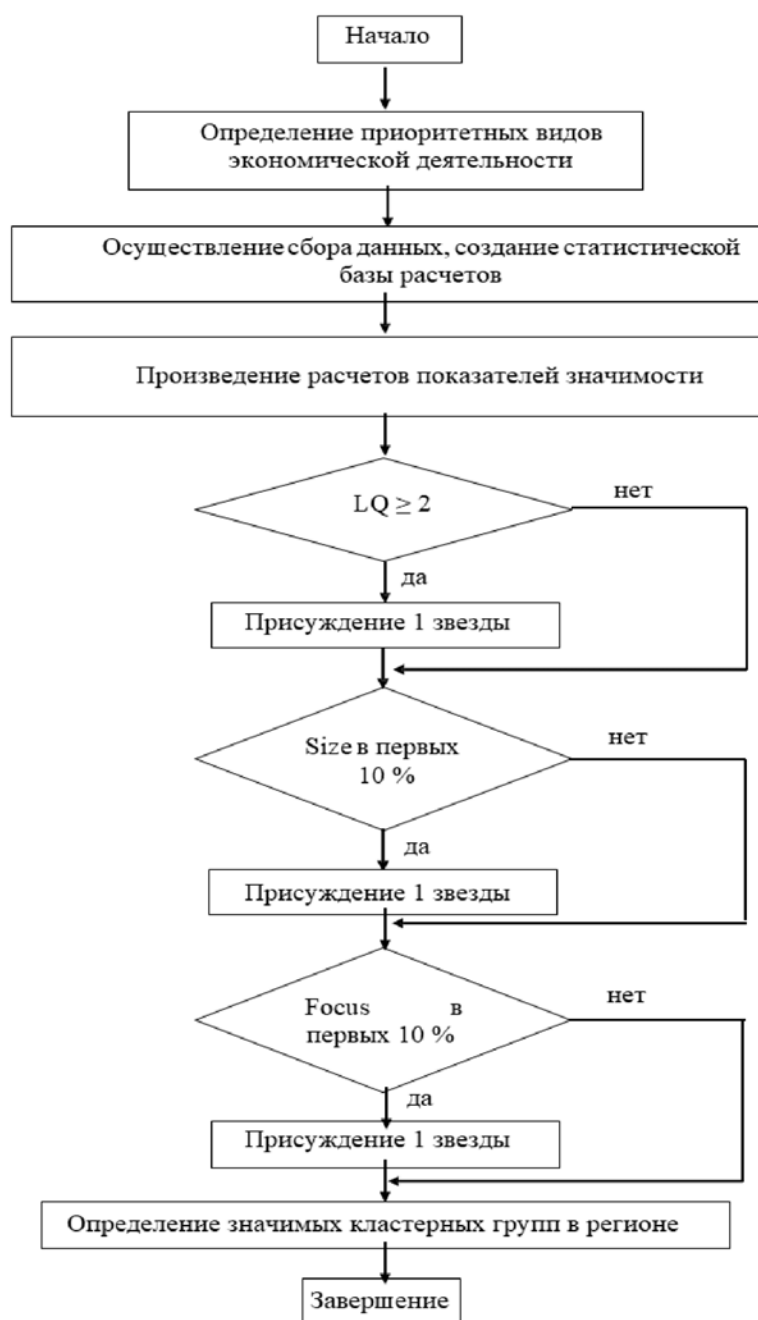 Начало
Определение приоритетных видов
экономической деятельности
Осуществление сбора данных, создание статистической
базы расчетов
Произведение расчетов показателей значимости
LQ ≥ 2
нет
да
Присуждение 1 звезды
Size в первых
10 %
нет
да
Присуждение 1 звезды
Focus в
первых 10 %
нет
да
Присуждение 1 звезды
Определение значимых кластерных групп в регионе
Завершение